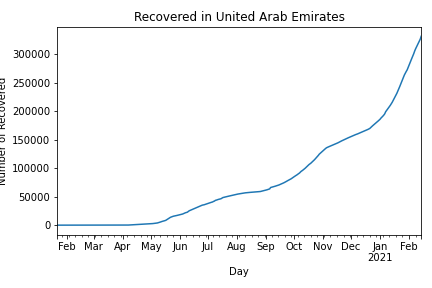 Recovered in United Arab Emirates
Number of Recovered
300000
250000
200000
150000
100000
50000
0
Feb Mar Apr May Jun Jul Aug Sep Oct Nov Dec Jan Feb
2021
Day